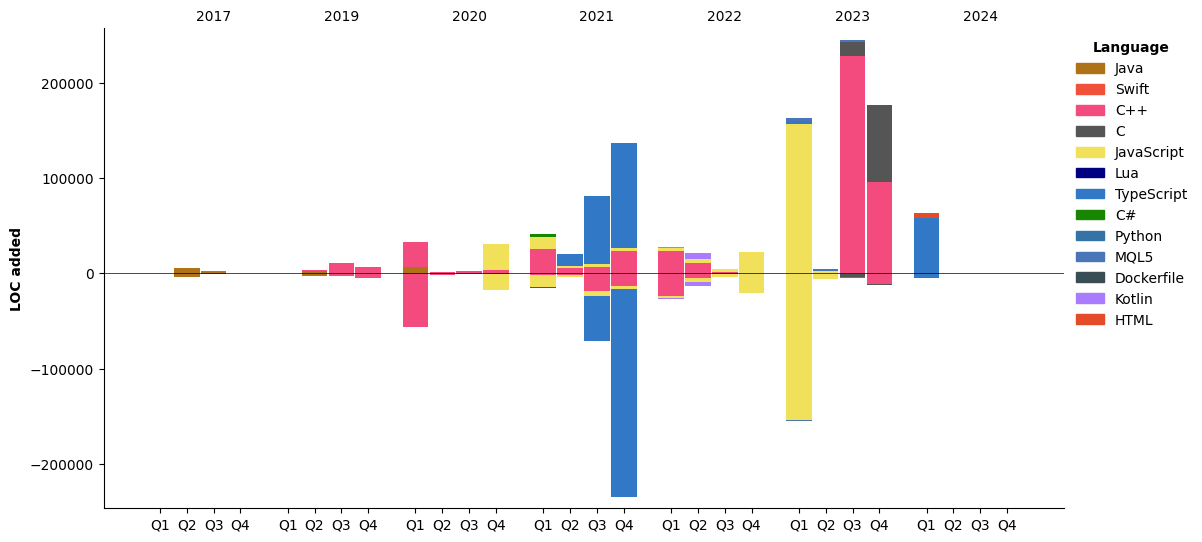 2017 2019 2020 2021 2022 2023 2024
Language
Java
Swift
C++
C
JavaScript
Lua
TypeScript
C#
Python
MQL5
Dockerfile
Kotlin
HTML
LOC added
200000
100000
0
−100000
−200000
Q1 Q2 Q3 Q4 Q1 Q2 Q3 Q4 Q1 Q2 Q3 Q4 Q1 Q2 Q3 Q4 Q1 Q2 Q3 Q4 Q1 Q2 Q3 Q4 Q1 Q2 Q3 Q4